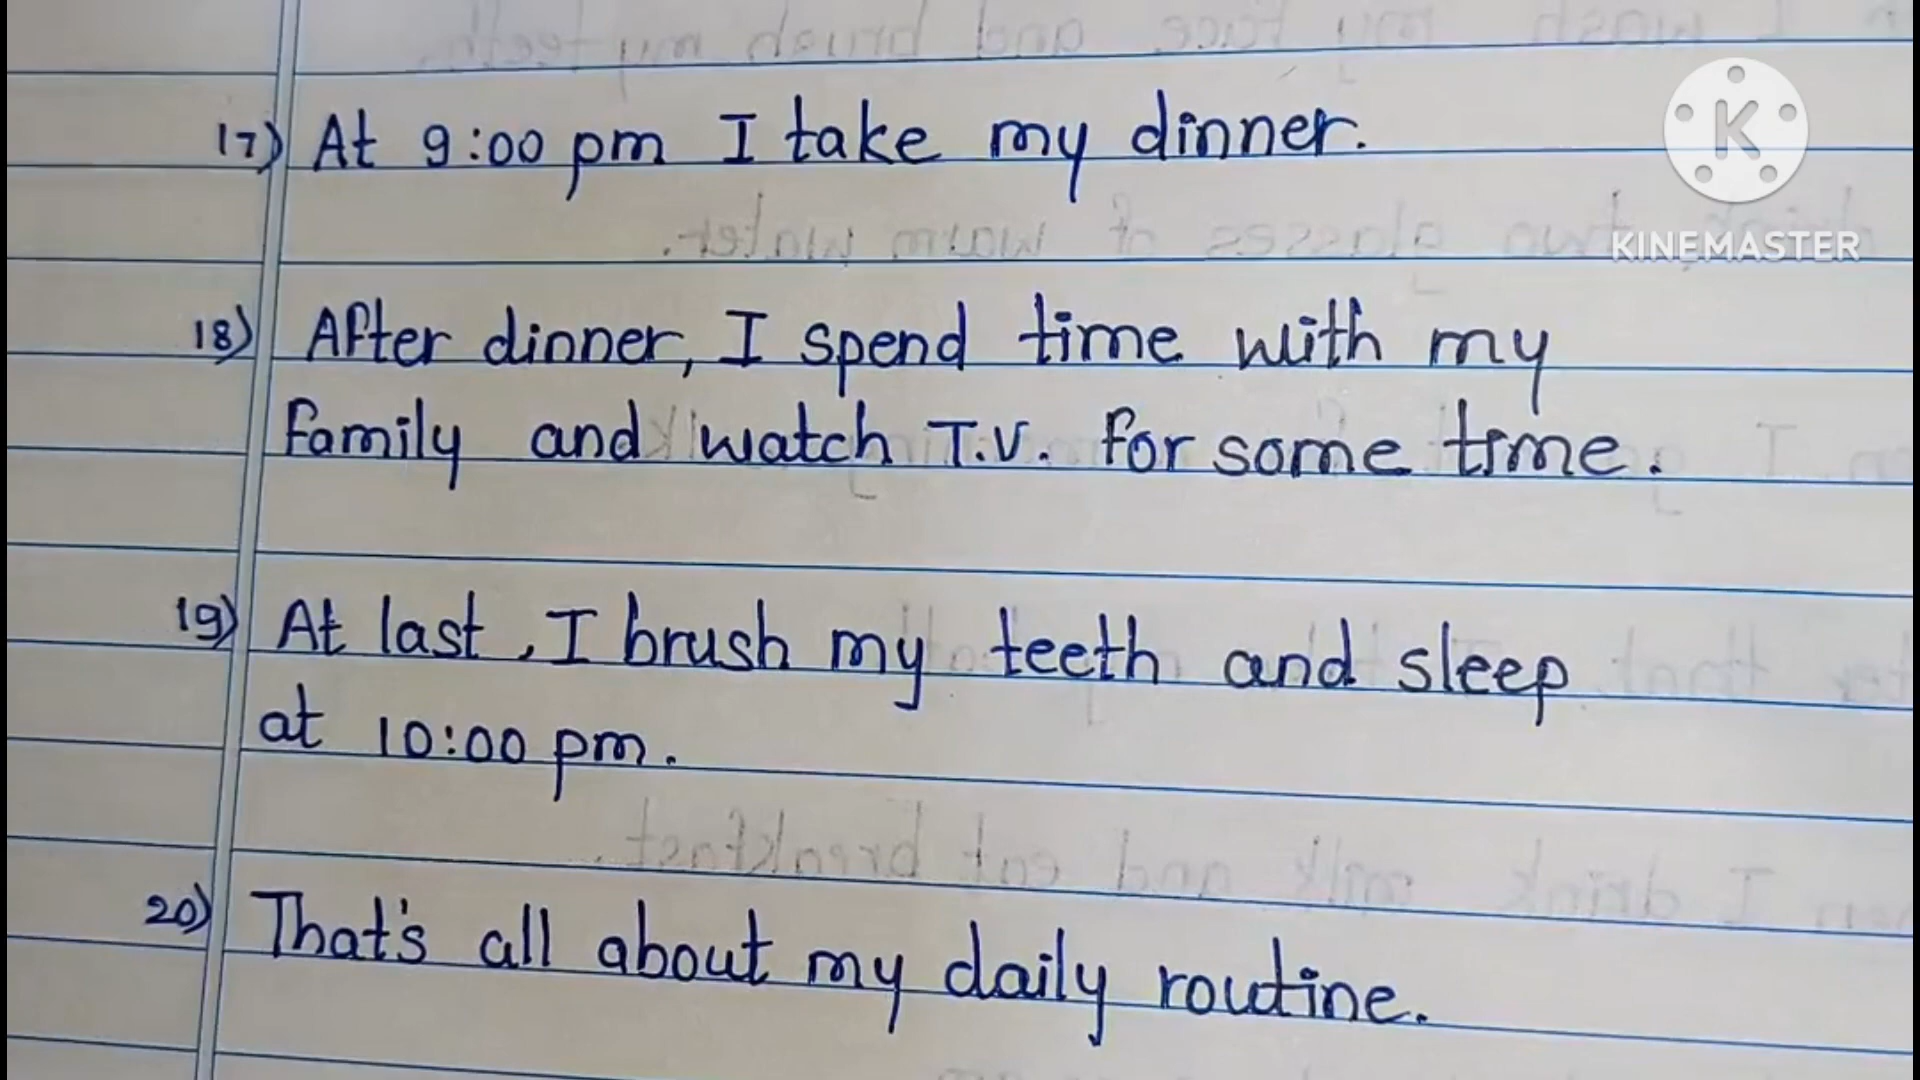 17) At 9:00 pm I take my dinner.
K
KINEMASTER
18) After dinner, I spend time with my
family and watch T.V. for some time.
19) At last, I brush my teeth and sleep
at 10:00 pm.
20) That's all about my daily routine.